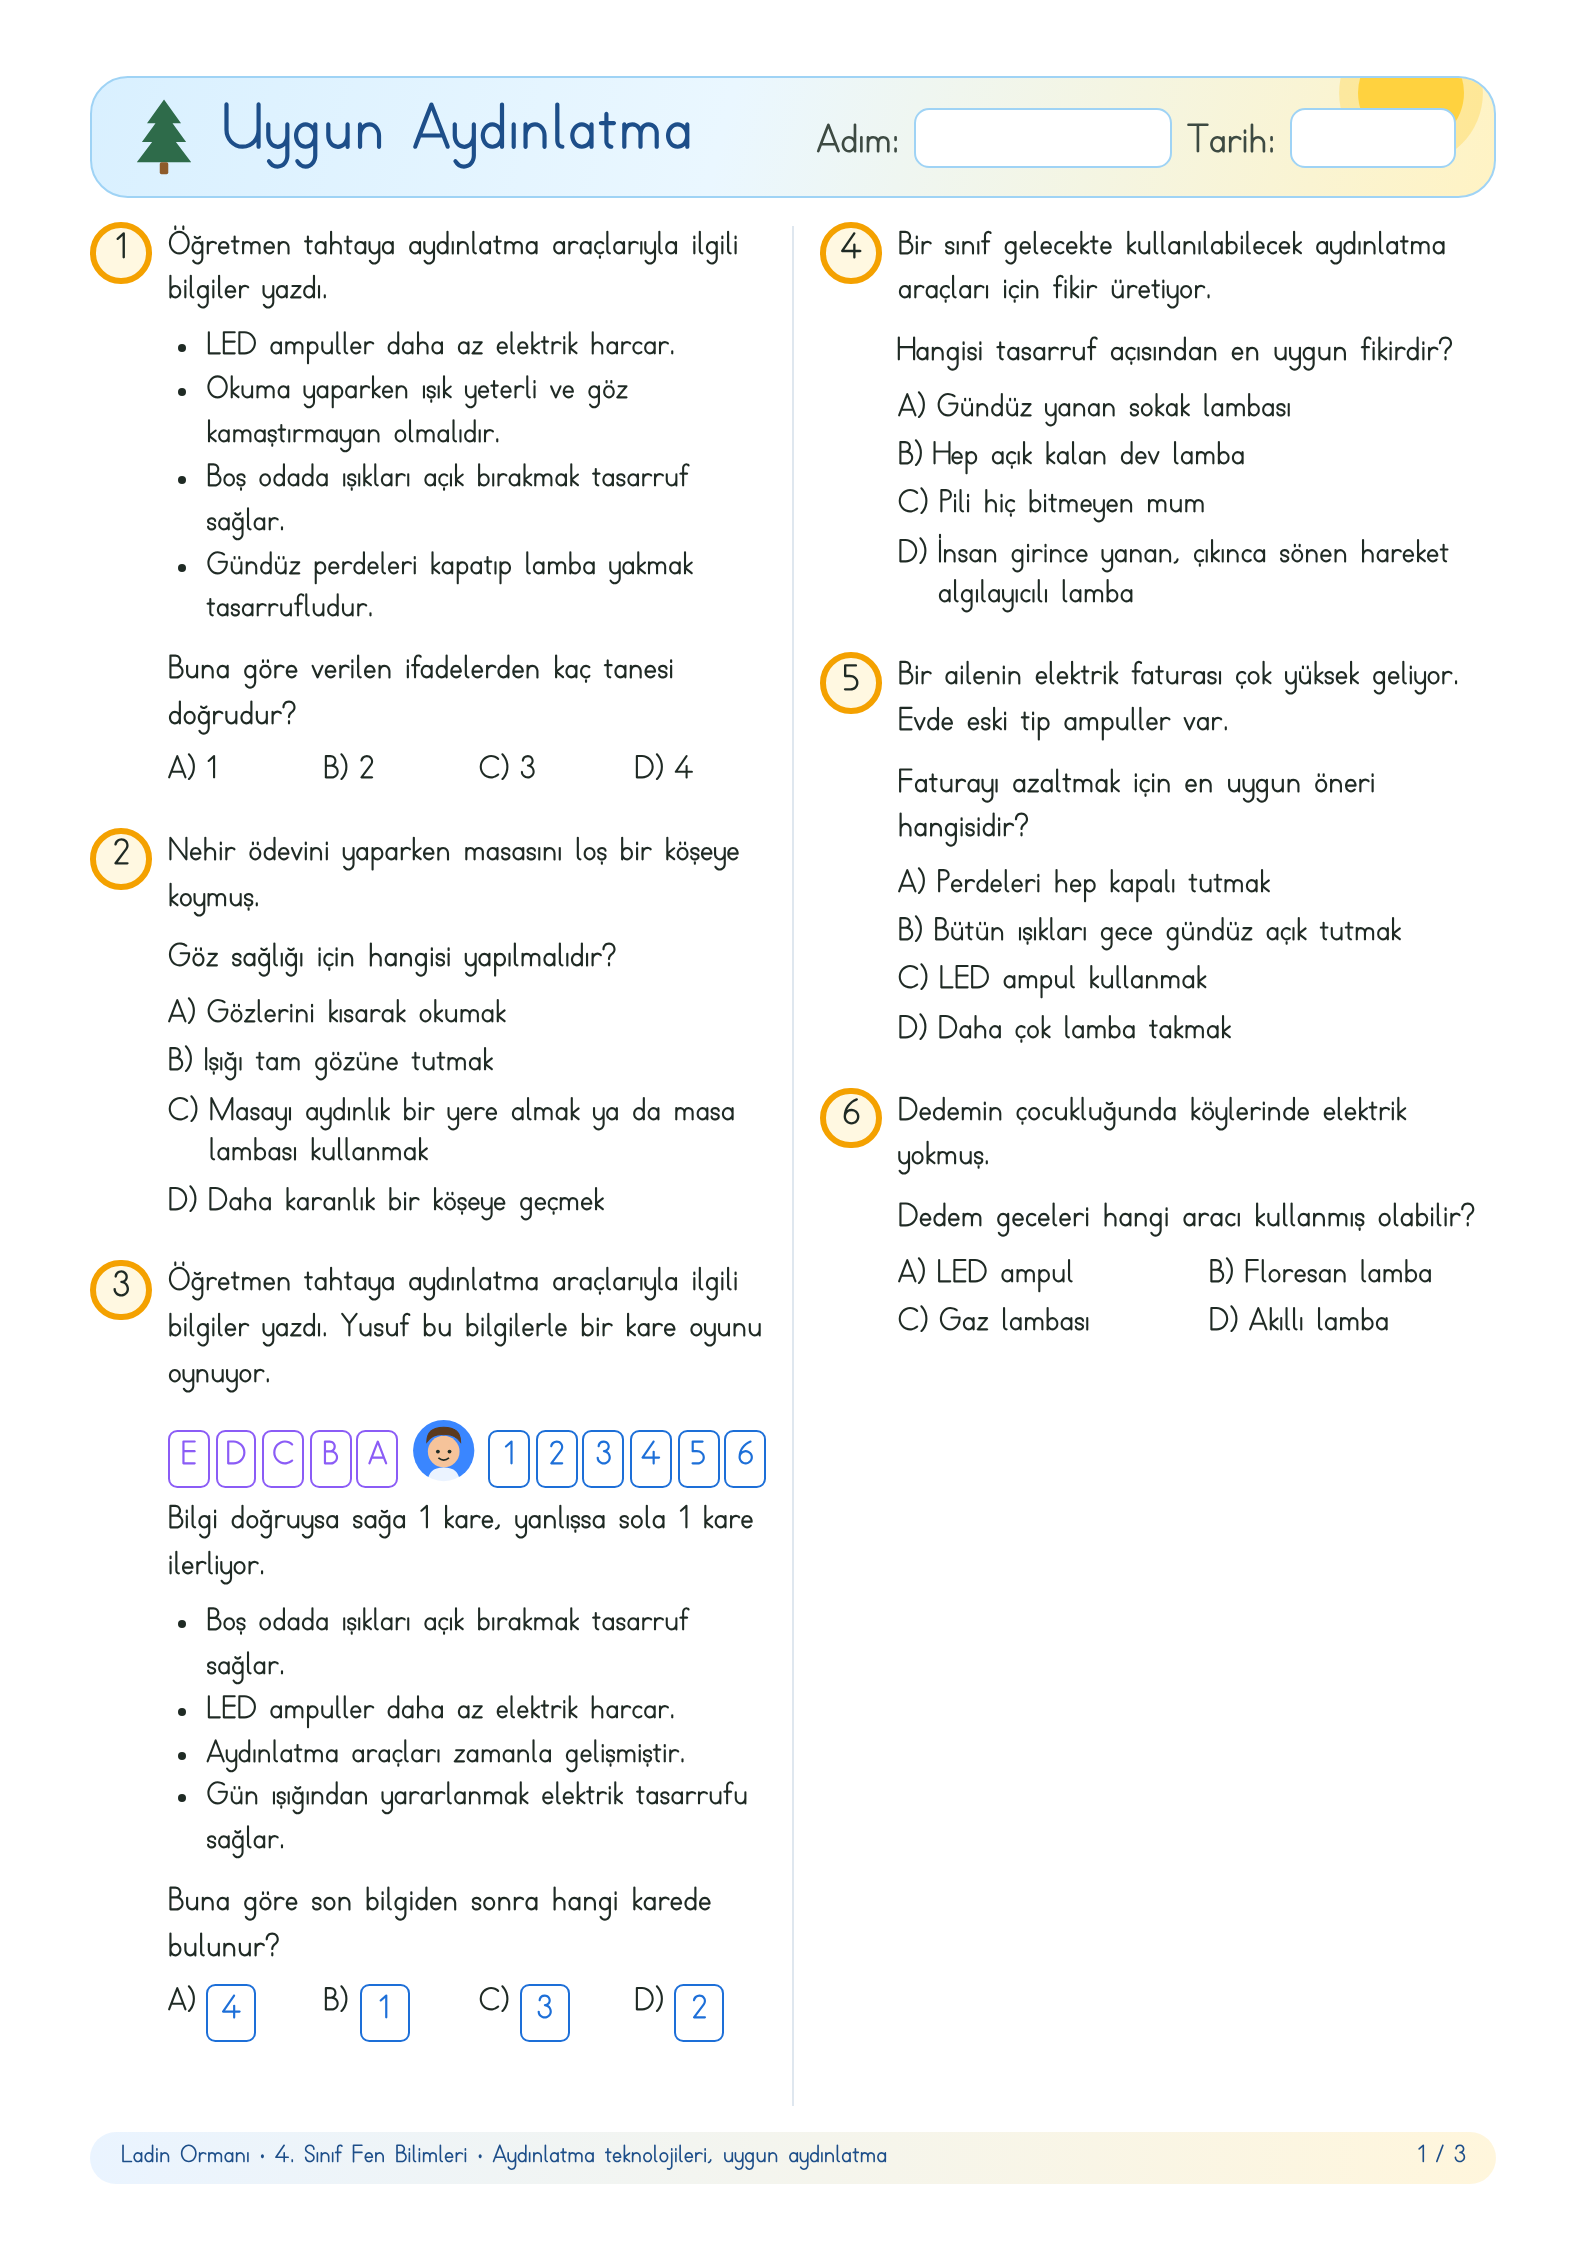 Uygun Aydınlatma
Adım:
Tarih:
1
Öğretmen tahtaya aydınlatma araçlarıyla ilgili
bilgiler yazdı.
• LED ampuller daha az elektrik harcar.
• Okuma yaparken ışık yeterli ve göz
kamaştırmayan olmalıdır.
• Boş odada ışıkları açık bırakmak tasarruf
sağlar.
• Gündüz perdeleri kapatıp lamba yakmak
tasarrufludur.
Buna göre verilen ifadelerden kaç tanesi
doğrudur?
A) 1 B) 2 C) 3 D) 4
2
Nehir ödevini yaparken masasını loş bir köşeye
koymuş.
Göz sağlığı için hangisi yapılmalıdır?
A) Gözlerini kısarak okumak
B) Işığı tam gözüne tutmak
C) Masayı aydınlık bir yere almak ya da masa
lambası kullanmak
D) Daha karanlık bir köşeye geçmek
3
Öğretmen tahtaya aydınlatma araçlarıyla ilgili
bilgiler yazdı. Yusuf bu bilgilerle bir kare oyunu
oynuyor.
E D C B A 1 2 3 4 5 6
Bilgi doğruysa sağa 1 kare, yanlışsa sola 1 kare
ilerliyor.
• Boş odada ışıkları açık bırakmak tasarruf
sağlar.
• LED ampuller daha az elektrik harcar.
• Aydınlatma araçları zamanla gelişmiştir.
• Gün ışığından yararlanmak elektrik tasarrufu
sağlar.
Buna göre son bilgiden sonra hangi karede
bulunur?
A) 4 B) 1 C) 3 D) 2
4
Bir sınıf gelecekte kullanılabilecek aydınlatma
araçları için fikir üretiyor.
Hangisi tasarruf açısından en uygun fikirdir?
A) Gündüz yanan sokak lambası
B) Hep açık kalan dev lamba
C) Pili hiç bitmeyen mum
D) İnsan girince yanan, çıkınca sönen hareket
algılayıcılı lamba
5
Bir ailenin elektrik faturası çok yüksek geliyor.
Evde eski tip ampuller var.
Faturayı azaltmak için en uygun öneri
hangisidir?
A) Perdeleri hep kapalı tutmak
B) Bütün ışıkları gece gündüz açık tutmak
C) LED ampul kullanmak
D) Daha çok lamba takmak
6
Dedemin çocukluğunda köylerinde elektrik
yokmuş.
Dedem geceleri hangi aracı kullanmış olabilir?
A) LED ampul B) Floresan lamba
C) Gaz lambası D) Akıllı lamba
Ladin Ormanı • 4. Sınıf Fen Bilimleri • Aydınlatma teknolojileri, uygun aydınlatma
1 / 3